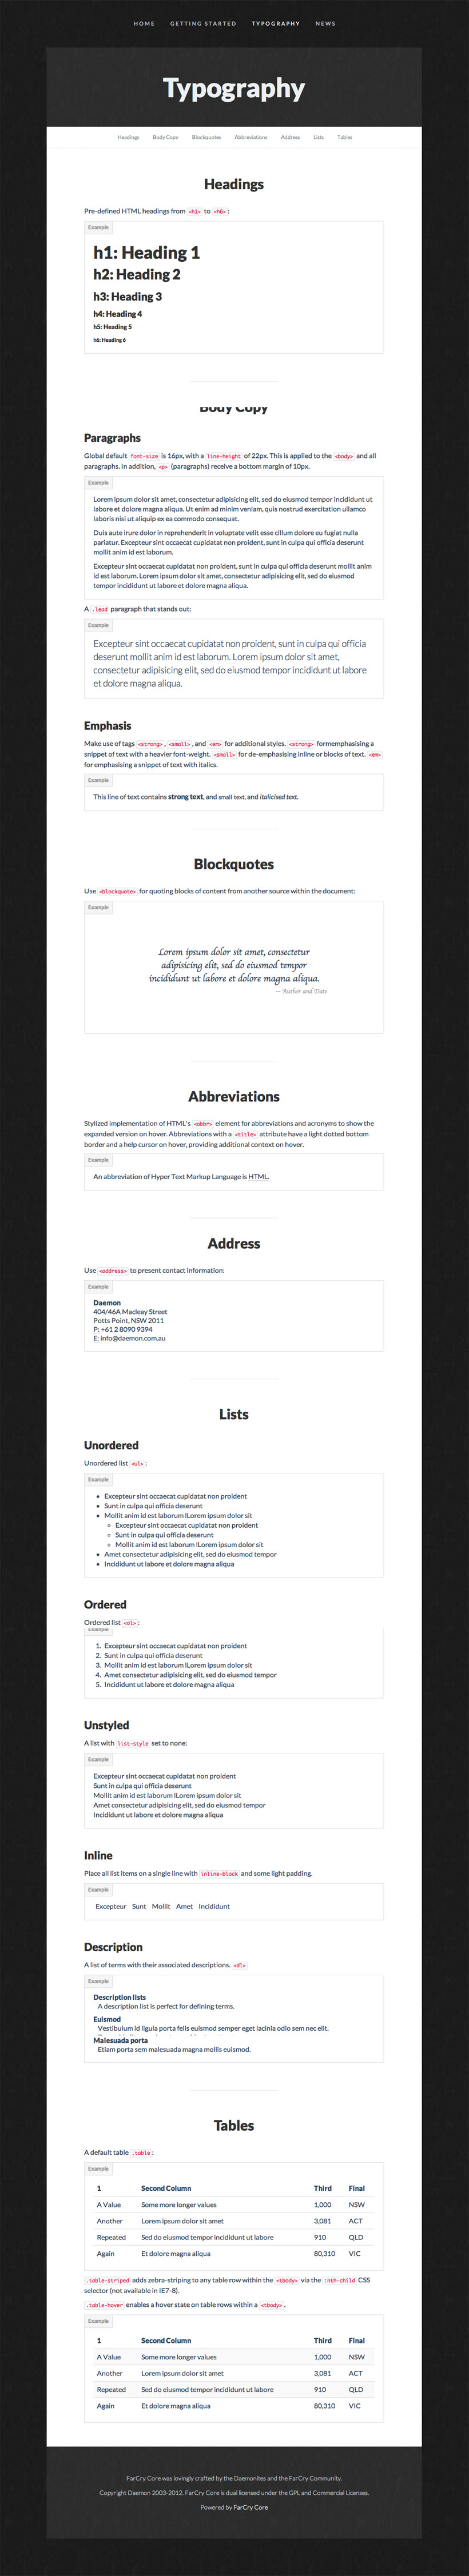 HOME GETTING STARTED TYPOGRAPHY NEWS
Typography
Headings Body Copy Blockquotes Abbreviations Address Lists Tables
Headings
Pre-defined HTML headings from <h1> to <h6>:
Example
h1: Heading 1
h2: Heading 2
h3: Heading 3
h4: Heading 4
h5: Heading 5
h6: Heading 6
Body Copy
Paragraphs
Global default font-size is 16px, with a line-height of 22px. This is applied to the <body> and all
paragraphs. In addition, <p> (paragraphs) receive a bottom margin of 10px.
Example
Lorem ipsum dolor sit amet, consectetur adipisicing elit, sed do eiusmod tempor incididunt ut
labore et dolore magna aliqua. Ut enim ad minim veniam, quis nostrud exercitation ullamco
laboris nisi ut aliquip ex ea commodo consequat.
Duis aute irure dolor in reprehenderit in voluptate velit esse cillum dolore eu fugiat nulla
pariatur. Excepteur sint occaecat cupidatat non proident, sunt in culpa qui officia deserunt
mollit anim id est laborum.
Excepteur sint occaecat cupidatat non proident, sunt in culpa qui officia deserunt mollit anim
id est laborum. Lorem ipsum dolor sit amet, consectetur adipisicing elit, sed do eiusmod
tempor incididunt ut labore et dolore magna aliqua.
A .lead paragraph that stands out:
Example
Excepteur sint occaecat cupidatat non proident, sunt in culpa qui officia
deserunt mollit anim id est laborum. Lorem ipsum dolor sit amet,
consectetur adipisicing elit, sed do eiusmod tempor incididunt ut labore
et dolore magna aliqua.
Emphasis
Make use of tags <strong>, <small>, and <em> for additional styles. <strong> formemphasising a
snippet of text with a heavier font-weight. <small> for de-emphasising inline or blocks of text. <em>
for emphasising a snippet of text with italics.
Example
This line of text contains strong text, and small text, and italicised text.
Blockquotes
Use <blockquote> for quoting blocks of content from another source within the document:
Example
Lorem ipsum dolor sit amet, consectetur
adipisicing elit, sed do eiusmod tempor
incididunt ut labore et dolore magna aliqua.
— Author and Date
Abbreviations
Stylized implementation of HTML's <abbr> element for abbreviations and acronyms to show the
expanded version on hover. Abbreviations with a <title> attribute have a light dotted bottom
border and a help cursor on hover, providing additional context on hover.
Example
An abbreviation of Hyper Text Markup Language is HTML.
Address
Use <address> to present contact information:
Example
Daemon
404/46A Macleay Street
Potts Point, NSW 2011
P: +61 2 8090 9394
E: info@daemon.com.au
Lists
Unordered
Unordered list <ul>:
Example
• Excepteur sint occaecat cupidatat non proident
• Sunt in culpa qui officia deserunt
• Mollit anim id est laborum lLorem ipsum dolor sit
◦ Excepteur sint occaecat cupidatat non proident
◦ Sunt in culpa qui officia deserunt
◦ Mollit anim id est laborum lLorem ipsum dolor sit
• Amet consectetur adipisicing elit, sed do eiusmod tempor
• Incididunt ut labore et dolore magna aliqua
Ordered
Ordered list <ol>:
Example
1. Excepteur sint occaecat cupidatat non proident
2. Sunt in culpa qui officia deserunt
3. Mollit anim id est laborum lLorem ipsum dolor sit
4. Amet consectetur adipisicing elit, sed do eiusmod tempor
5. Incididunt ut labore et dolore magna aliqua
Unstyled
A list with list-style set to none:
Example
Excepteur sint occaecat cupidatat non proident
Sunt in culpa qui officia deserunt
Mollit anim id est laborum lLorem ipsum dolor sit
Amet consectetur adipisicing elit, sed do eiusmod tempor
Incididunt ut labore et dolore magna aliqua
Inline
Place all list items on a single line with inline-block and some light padding.
Example
Excepteur Sunt Mollit Amet Incididunt
Description
A list of terms with their associated descriptions. <dl>
Example
Description lists
A description list is perfect for defining terms.
Euismod
Vestibulum id ligula porta felis euismod semper eget lacinia odio sem nec elit.
Malesuada porta
Etiam porta sem malesuada magna mollis euismod.
Tables
A default table .table:
Example
1 Second Column Third Final
A Value Some more longer values 1,000 NSW
Another Lorem ipsum dolor sit amet 3,081 ACT
Repeated Sed do eiusmod tempor incididunt ut labore 910 QLD
Again Et dolore magna aliqua 80,310 VIC
.table-striped adds zebra-striping to any table row within the <tbody> via the :nth-child CSS
selector (not available in IE7-8).
.table-hover enables a hover state on table rows within a <tbody>.
Example
1 Second Column Third Final
A Value Some more longer values 1,000 NSW
Another Lorem ipsum dolor sit amet 3,081 ACT
Repeated Sed do eiusmod tempor incididunt ut labore 910 QLD
Again Et dolore magna aliqua 80,310 VIC
FarCry Core was lovingly crafted by the Daemonites and the FarCry Community.
Copyright Daemon 2003-2012. FarCry Core is dual licensed under the GPL and Commercial Licenses.
Powered by FarCry Core